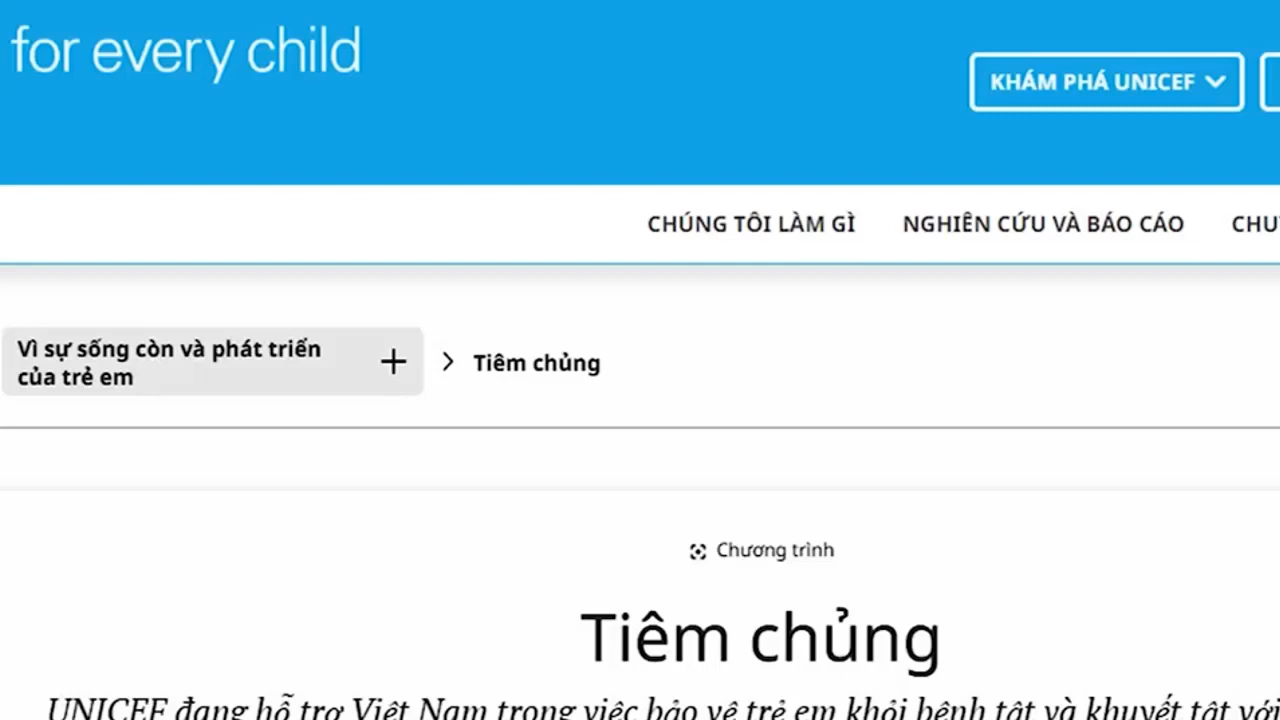 for every child
KHÁM PHÁ UNICEF
CHÚNG TÔI LÀM GÌ NGHIÊN CỨU VÀ BÁO CÁO
Vì sự sống còn và phát triển
của trẻ em
Tiêm chủng
Chương trình
Tiêm chủng
UNICEF đang hỗ trợ Việt Nam trong việc bảo vệ trẻ em khỏi bệnh tật và khuyết tật với